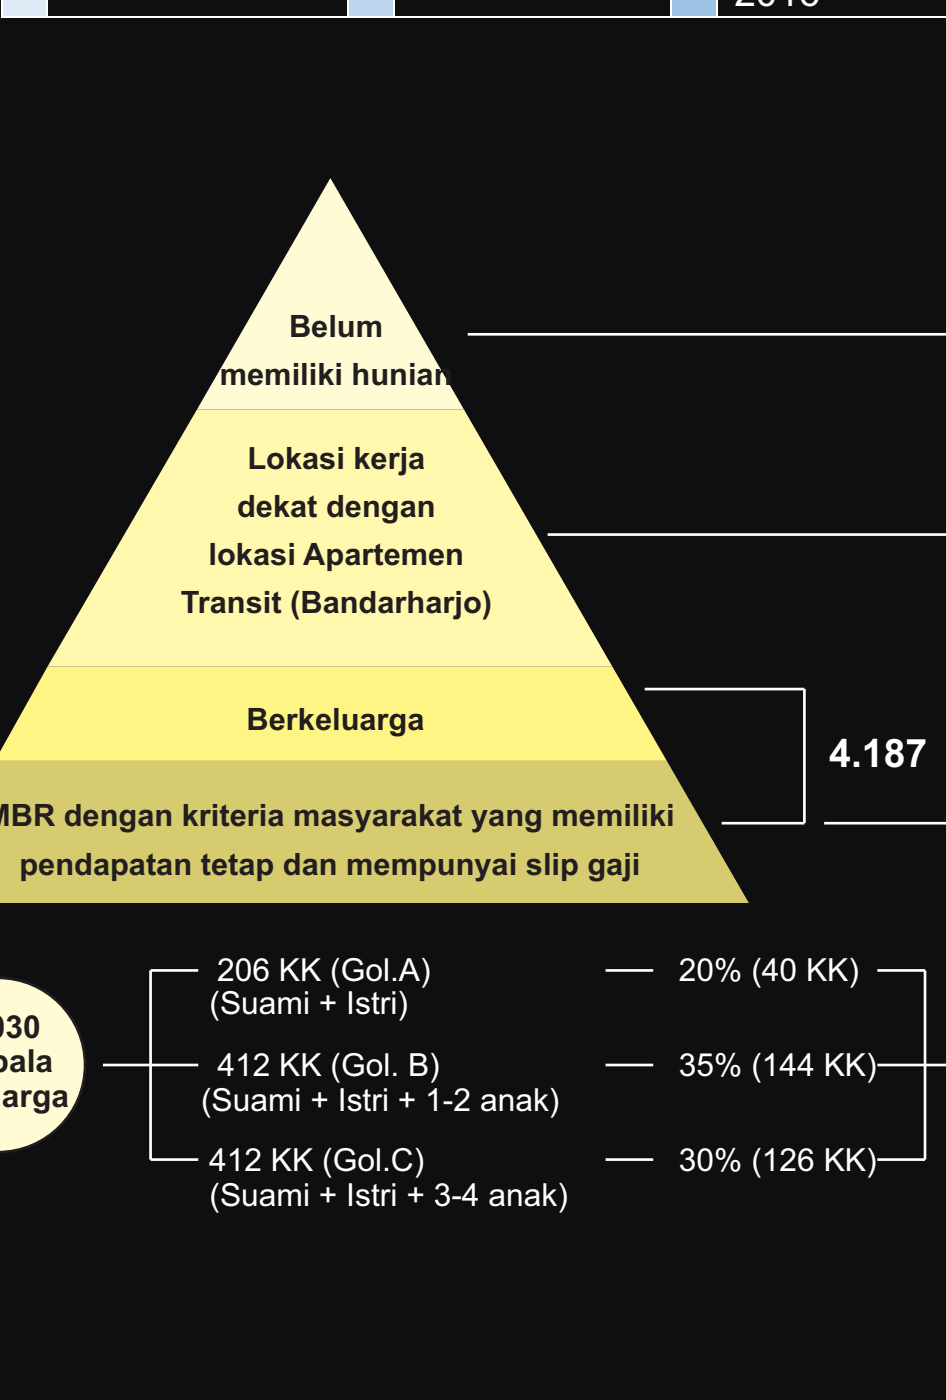 Belum
memiliki hunian
Lokasi kerja
dekat dengan
lokasi Apartemen
Transit (Bandarharjo)
Berkeluarga
4.187
MBR dengan kriteria masyarakat yang memiliki
pendapatan tetap dan mempunyai slip gaji
206 KK (Gol.A)
(Suami + Istri)
20% (40 KK)
412 KK (Gol. B)
(Suami + Istri + 1-2 anak)
35% (144 KK)
412 KK (Gol.C)
(Suami + Istri + 3-4 anak)
30% (126 KK)